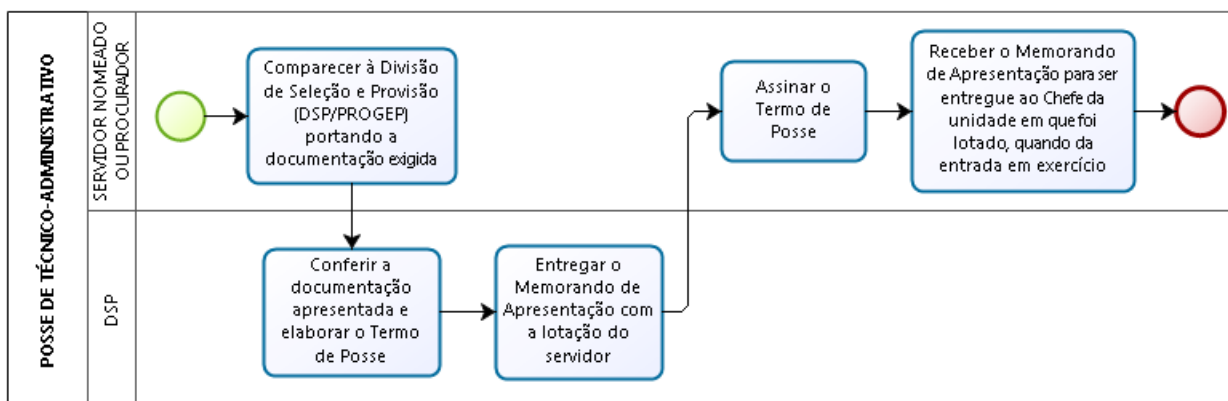 POSSE DE TÉCNICO-ADMINISTRATIVO
SERVIDOR NOMEADO
OU PROCURADOR
Comparecer à Divisão
de Seleção e Provisão
(DSP/PROGEP)
portando a
documentação exigida
Assinar o
Termo de
Posse
Receber o Memorando
de Apresentação para ser
entregue ao Chefe da
unidade em que foi
lotado, quando da
entrada em exercício
DSP
Conferir a
documentação
apresentada e
elaborar o Termo
de Posse
Entregar o
Memorando de
Apresentação com
a lotação do
servidor